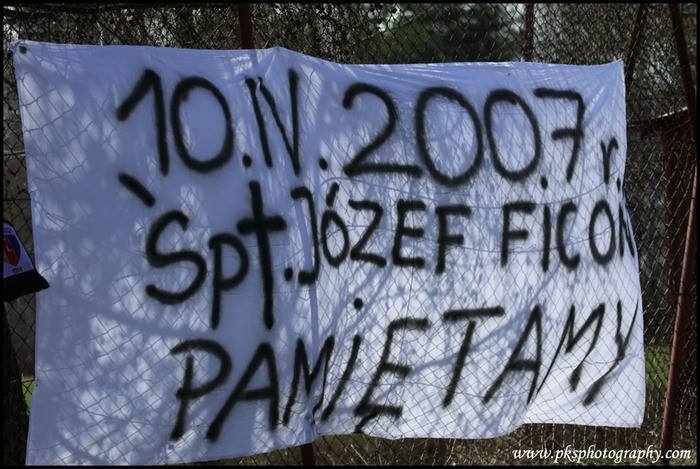 10.IV.2007 r.
Śp†. JÓZEF FiCOŃ
PAMIĘTAMY
www.pksphotography.com